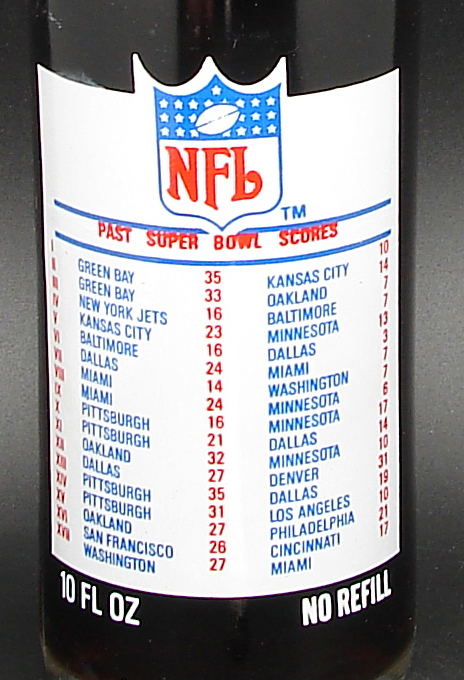 NFL
TM
PAST SUPER BOWL SCORES
I GREEN BAY 35 KANSAS CITY 10
II GREEN BAY 33 OAKLAND 14
III NEW YORK JETS 16 BALTIMORE 7
IV KANSAS CITY 23 MINNESOTA 7
V BALTIMORE 16 DALLAS 13
VI DALLAS 24 MIAMI 3
VII MIAMI 14 WASHINGTON 7
VIII MIAMI 24 MINNESOTA 7
IX PITTSBURGH 16 MINNESOTA 6
X PITTSBURGH 21 DALLAS 17
XI OAKLAND 32 MINNESOTA 14
XII DALLAS 27 DENVER 10
XIII PITTSBURGH 35 DALLAS 31
XIV PITTSBURGH 31 LOS ANGELES 19
XV OAKLAND 27 PHILADELPHIA 10
XVI SAN FRANCISCO 26 CINCINNATI 21
XVII WASHINGTON 27 MIAMI 17
10 FL OZ NO REFILL